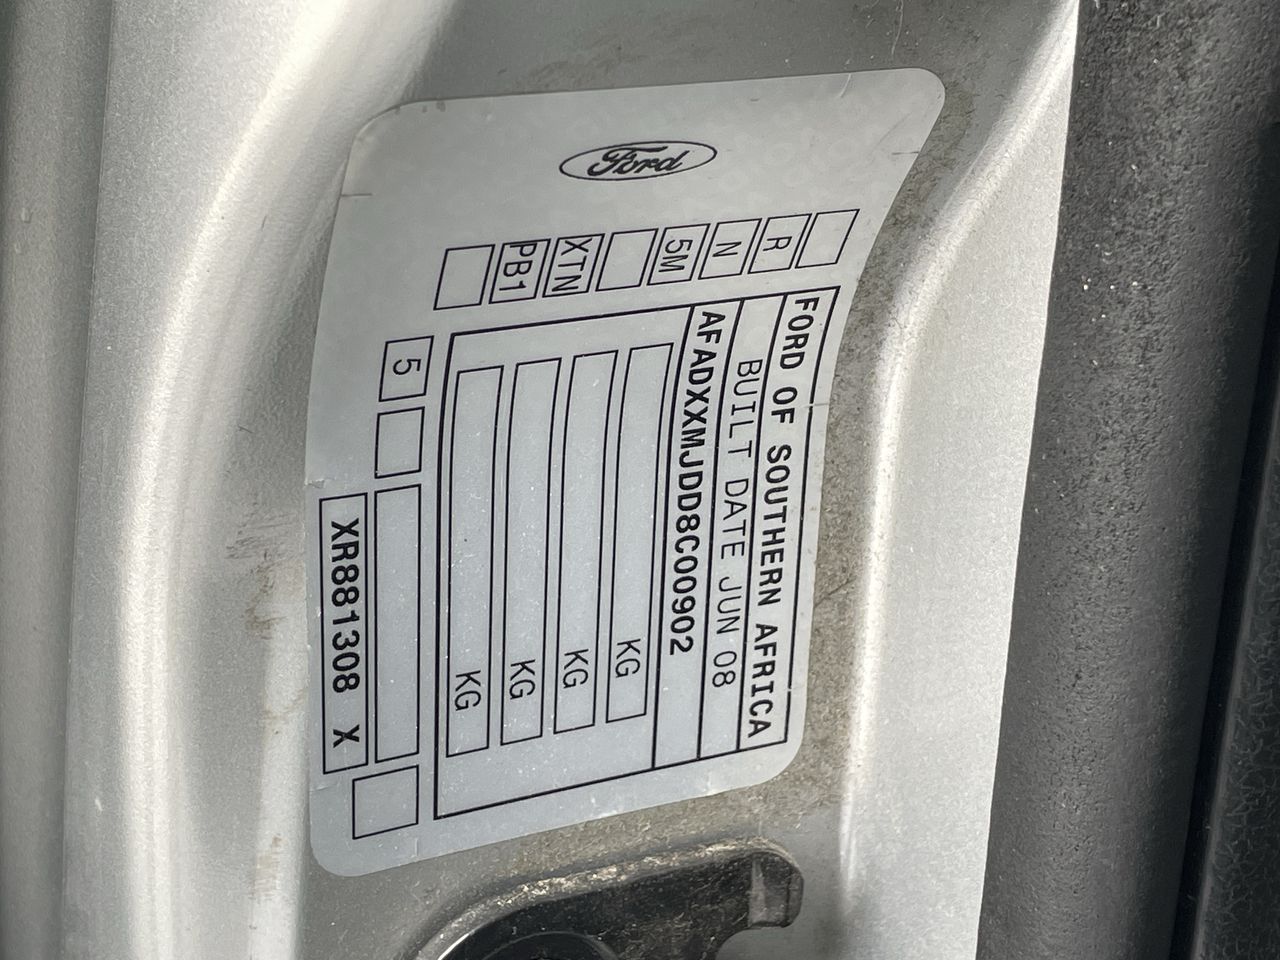 Ford
R N 5M XTN PB1
FORD OF SOUTHERN AFRICA
BUILT DATE JUN 08
AFADXXMJDD8C00902
KG
KG
KG
KG
5
XR881308 X